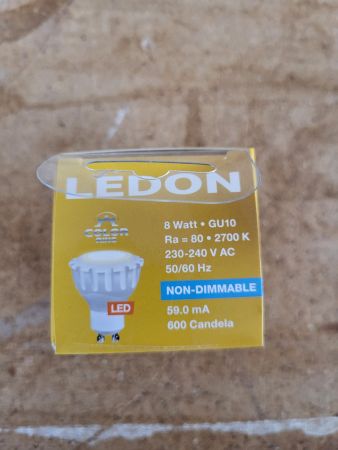 LEDON
COLOR
8 Watt • GU10
Ra = 80 • 2700 K
230-240 V AC
50/60 Hz
NON-DIMMABLE
LED
59.0 mA
600 Candela